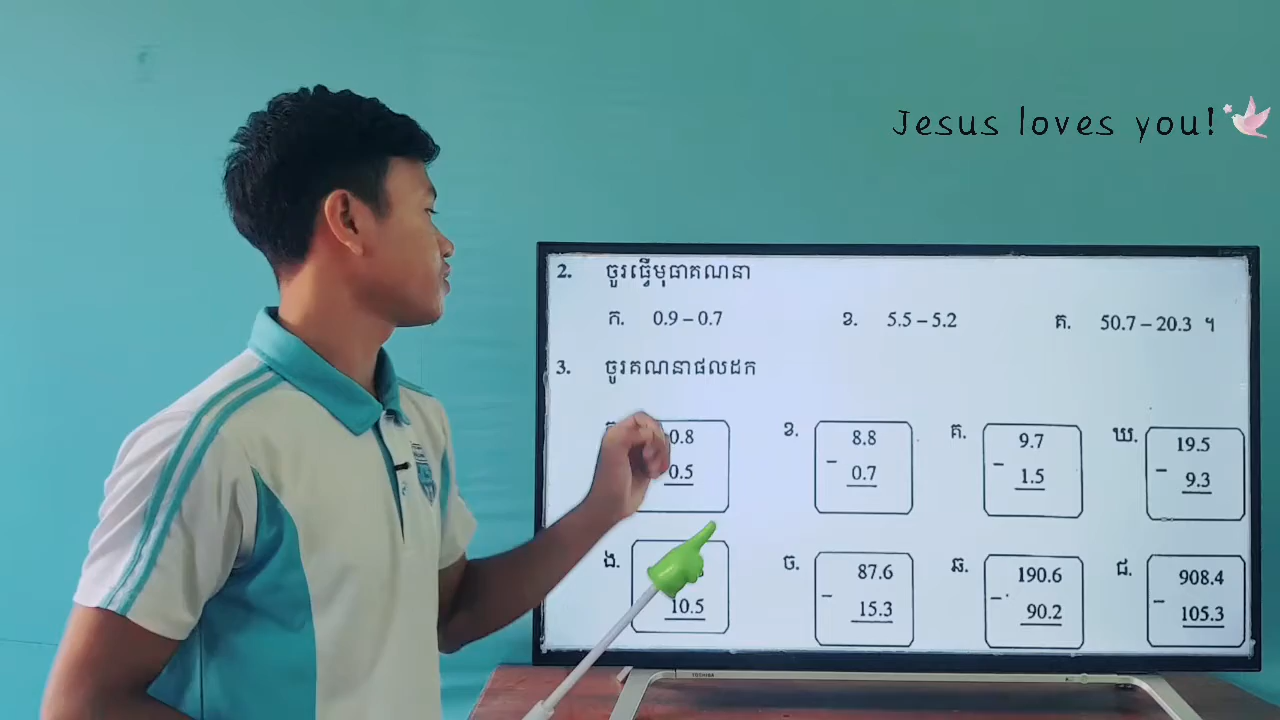 Jesus loves you!
2. ចូរធ្វើមុធាគណនា
ក. 0.9 – 0.7 ខ. 5.5 – 5.2 គ. 50.7 – 20.3 ។
3. ចូរគណនាផលដក
0.8 ខ. 8.8 គ. 9.7 ឃ. 19.5
0.5 – 0.7 – 1.5 – 9.3
ង. ច. 87.6 ឆ. 190.6 ជ. 908.4
10.5 – 15.3 – 90.2 – 105.3
TOSHIBA